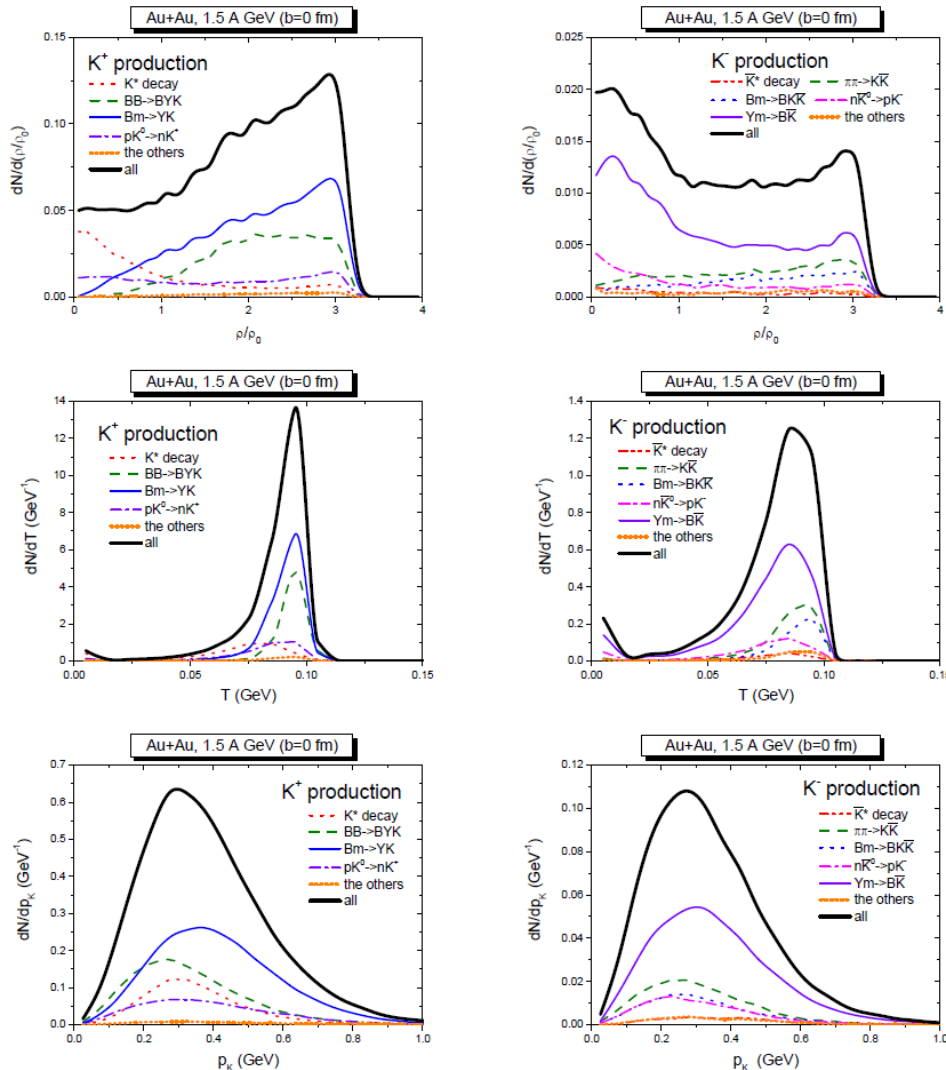 Au+Au, 1.5 A GeV (b=0 fm)
K⁺ production
K* decay
BB->BYK
Bm->YK
pK⁰->nK⁺
the others
all
dN/d(ρ/ρ₀)
0.15
0.10
0.05
0.00
0 1 2 3 4
ρ/ρ₀
Au+Au, 1.5 A GeV (b=0 fm)
K⁻ production
K̅* decay
ππ->KK̅
Bm->BKK̅
nK̅⁰->pK⁻
Ym->BK̅
the others
all
dN/d(ρ/ρ₀)
0.025
0.020
0.015
0.010
0.005
0.000
0 1 2 3 4
ρ/ρ₀
Au+Au, 1.5 A GeV (b=0 fm)
K⁺ production
K* decay
BB->BYK
Bm->YK
pK⁰->nK⁺
the others
all
dN/dT (GeV⁻¹)
14
12
10
8
6
4
2
0
0.00 0.05 0.10 0.15
T (GeV)
Au+Au, 1.5 A GeV (b=0 fm)
K⁻ production
K̅* decay
ππ->KK̅
Bm->BKK̅
nK̅⁰->pK⁻
Ym->BK̅
the others
all
dN/dT (GeV⁻¹)
1.4
1.2
1.0
0.8
0.6
0.4
0.2
0.0
0.00 0.05 0.10 0.15
T (GeV)
Au+Au, 1.5 A GeV (b=0 fm)
K⁺ production
K* decay
BB->BYK
Bm->YK
pK⁰->nK⁺
the others
all
dN/dp_K (GeV⁻¹)
0.7
0.6
0.5
0.4
0.3
0.2
0.1
0.0
0.0 0.2 0.4 0.6 0.8 1.0
p_K (GeV)
Au+Au, 1.5 A GeV (b=0 fm)
K⁻ production
K̅* decay
ππ->KK̅
Bm->BKK̅
nK̅⁰->pK⁻
Ym->BK̅
the others
all
dN/dp_K (GeV⁻¹)
0.12
0.10
0.08
0.06
0.04
0.02
0.00
0.0 0.2 0.4 0.6 0.8 1.0
p_K (GeV)